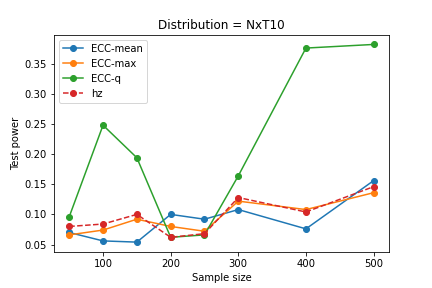 Distribution = NxT10
ECC-mean
ECC-max
ECC-q
hz
Test power
0.35
0.30
0.25
0.20
0.15
0.10
0.05
100
200
300
400
500
Sample size